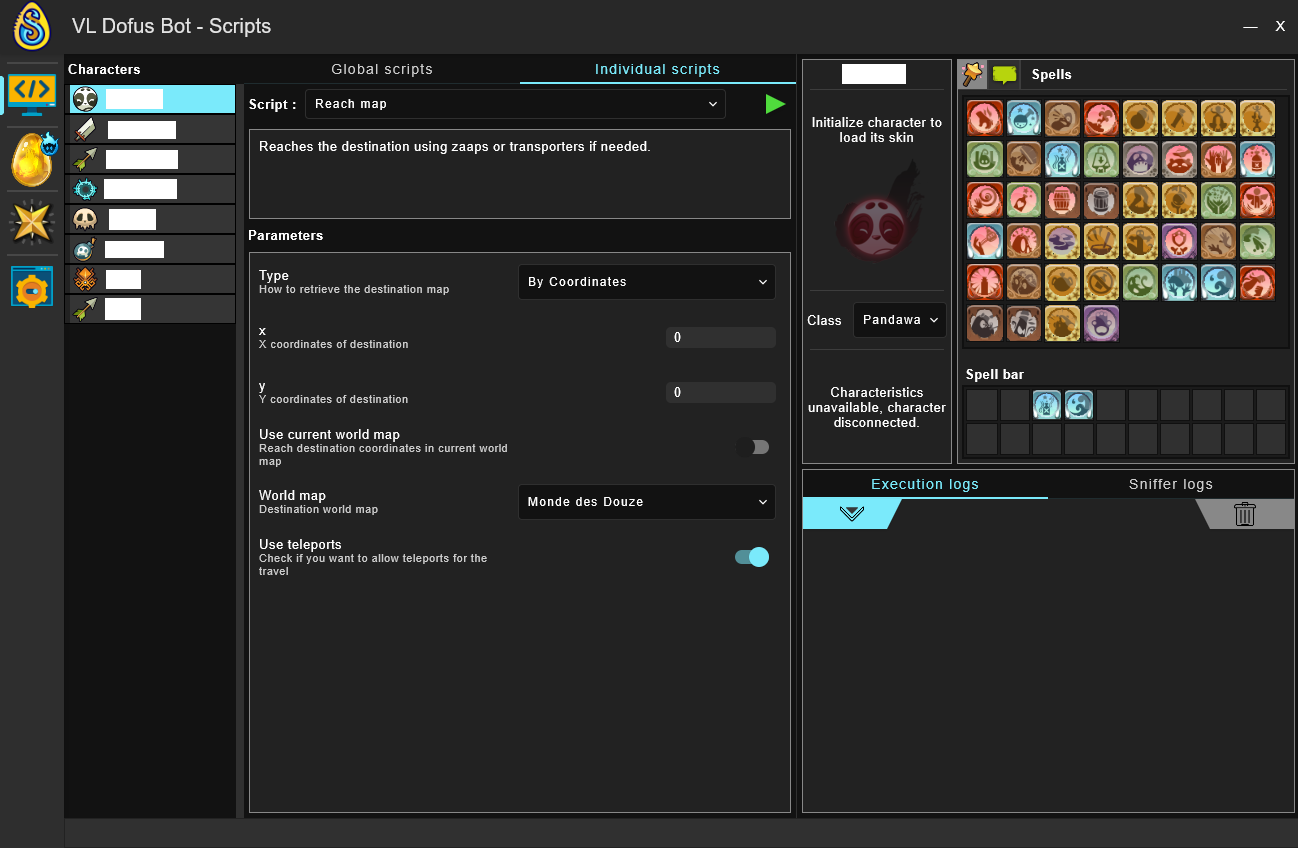 VL Dofus Bot - Scripts
X
Characters
Global scripts
Individual scripts
Script :
Reach map
Reaches the destination using zaaps or transporters if needed.
Parameters
Type
How to retrieve the destination map
By Coordinates
x
X coordinates of destination
0
y
Y coordinates of destination
0
Use current world map
Reach destination coordinates in current world
map
World map
Destination world map
Monde des Douze
Use teleports
Check if you want to allow teleports for the
travel
Initialize character to
load its skin
Class
Pandawa
Characteristics
unavailable, character
disconnected.
Spells
Spell bar
Execution logs
Sniffer logs